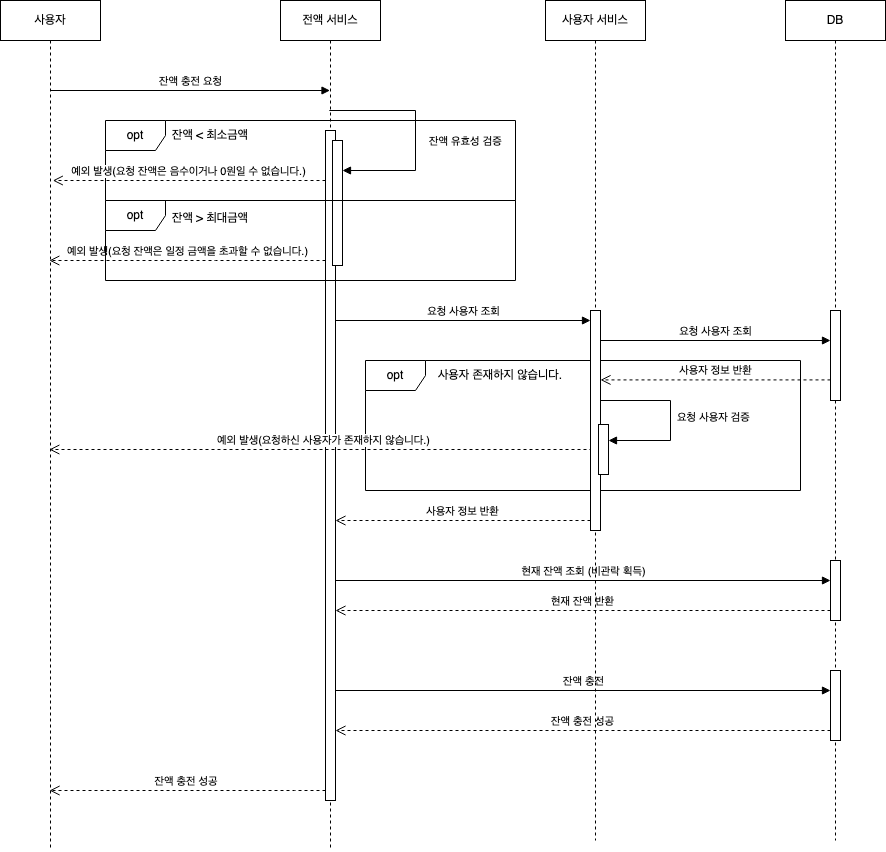 사용자
전액 서비스
사용자 서비스
DB
잔액 충전 요청
opt
잔액 < 최소금액
잔액 유효성 검증
예외 발생(요청 잔액은 음수이거나 0원일 수 없습니다.)
opt
잔액 > 최대금액
예외 발생(요청 잔액은 일정 금액을 초과할 수 없습니다.)
요청 사용자 조회
요청 사용자 조회
opt
사용자 존재하지 않습니다.
사용자 정보 반환
요청 사용자 검증
예외 발생(요청하신 사용자가 존재하지 않습니다.)
사용자 정보 반환
현재 잔액 조회 (비관락 획득)
현재 잔액 반환
잔액 충전
잔액 충전 성공
잔액 충전 성공